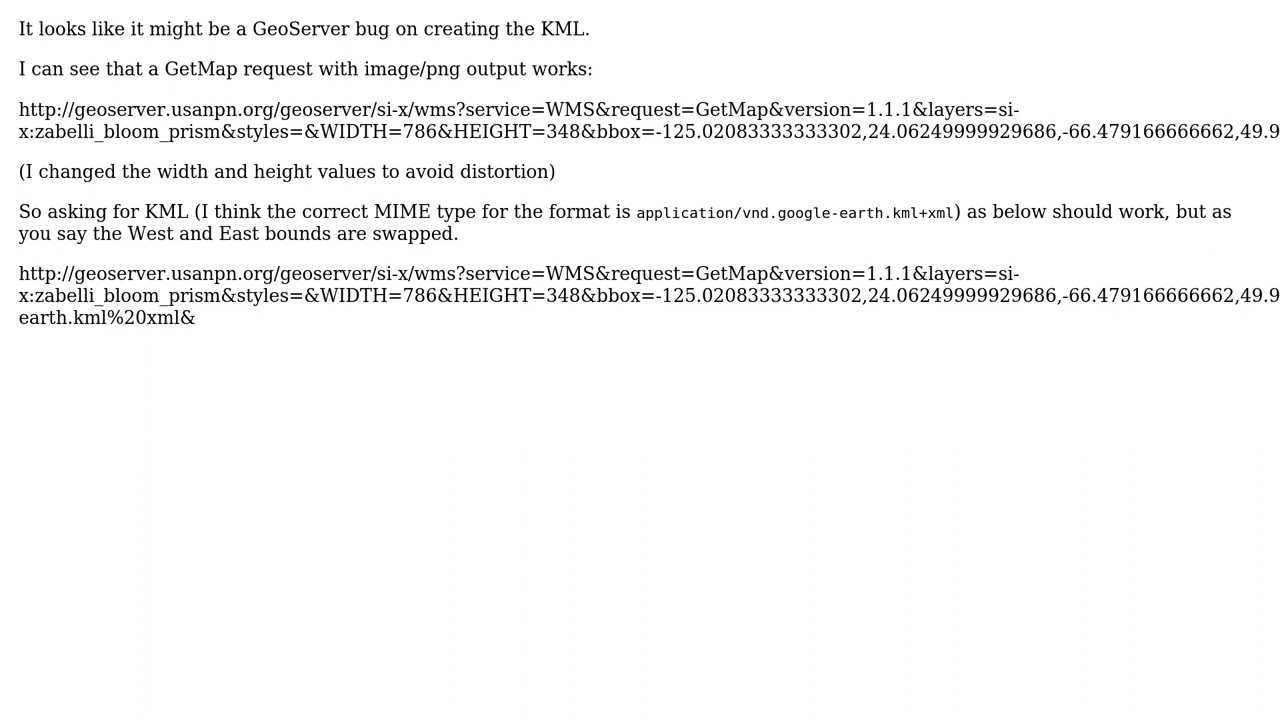 It looks like it might be a GeoServer bug on creating the KML.
I can see that a GetMap request with image/png output works:
http://geoserver.usanpn.org/geoserver/si-x/wms?service=WMS&request=GetMap&version=1.1.1&layers=si-
x:zabelli_bloom_prism&styles=&WIDTH=786&HEIGHT=348&bbox=-125.02083333333302,24.06249999929686,-66.479166666662,49.9
(I changed the width and height values to avoid distortion)
So asking for KML (I think the correct MIME type for the format is application/vnd.google-earth.kml+xml) as below should work, but as
you say the West and East bounds are swapped.
http://geoserver.usanpn.org/geoserver/si-x/wms?service=WMS&request=GetMap&version=1.1.1&layers=si-
x:zabelli_bloom_prism&styles=&WIDTH=786&HEIGHT=348&bbox=-125.02083333333302,24.06249999929686,-66.479166666662,49.9
earth.kml%20xml&